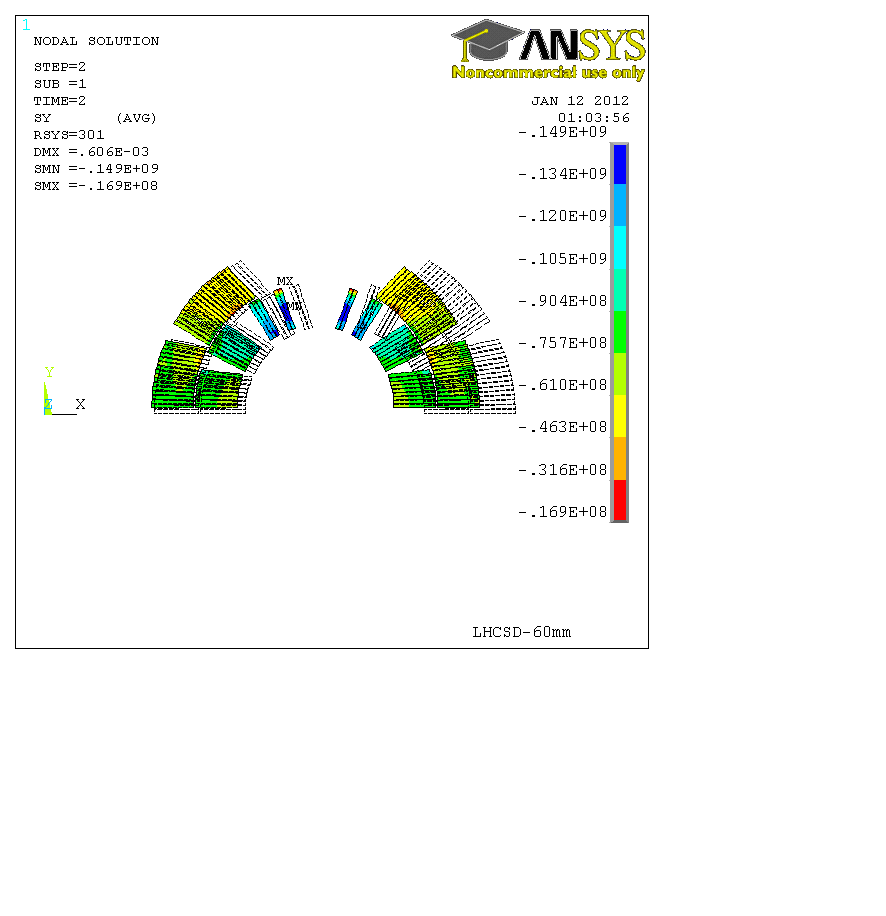 1
NODAL SOLUTION
STEP=2
SUB =1
TIME=2
SY (AVG)
RSYS=301
DMX =.606E-03
SMN =-.149E+09
SMX =-.169E+08
ANSYS
Noncommercial use only
JAN 12 2012
01:03:56
-.149E+09
-.134E+09
-.120E+09
-.105E+09
-.904E+08
-.757E+08
-.610E+08
-.463E+08
-.316E+08
-.169E+08
MX
Y
Z X
LHCSD-60mm